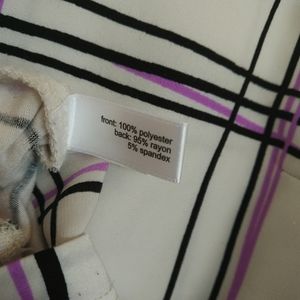 front: 100% polyester
back: 95% rayon
5% spandex